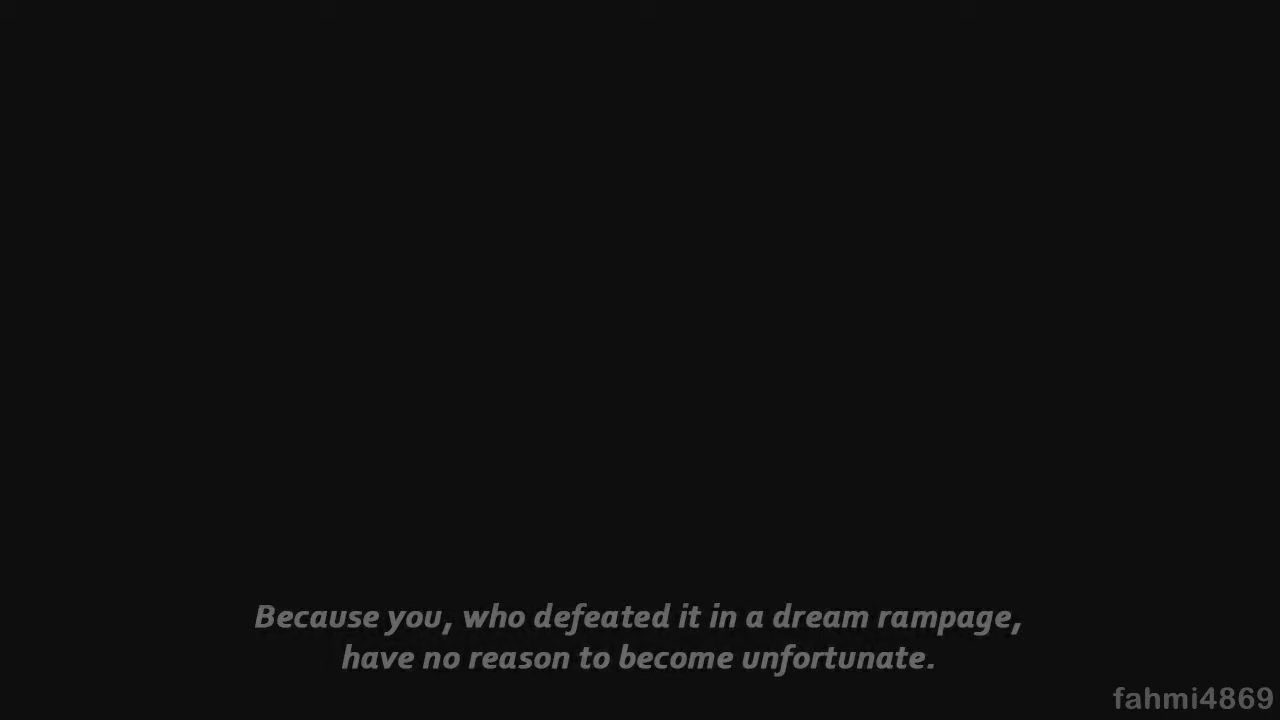 Because you, who defeated it in a dream rampage,
have no reason to become unfortunate.
fahmi4869